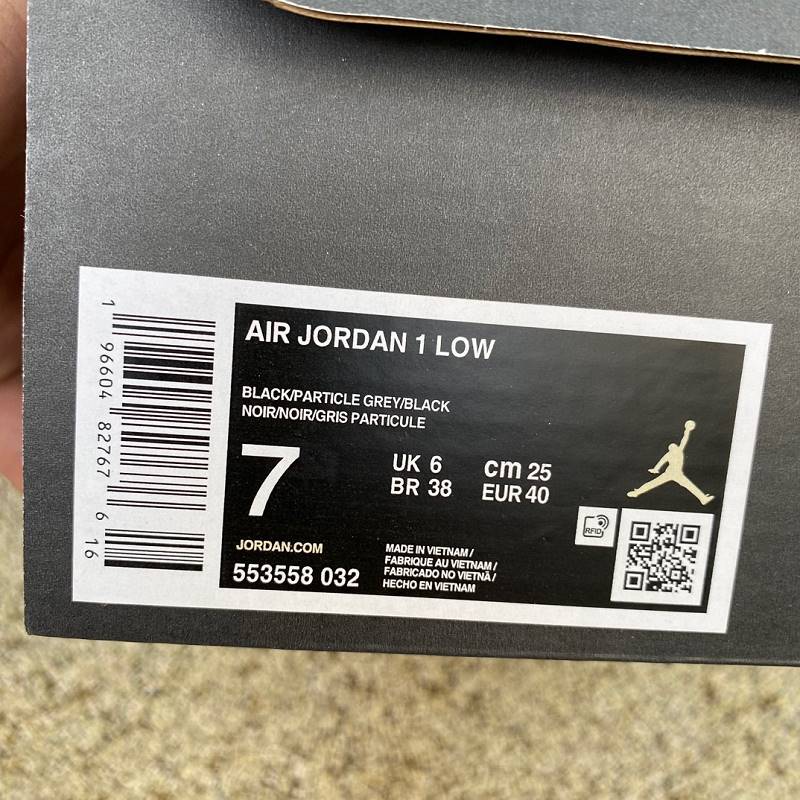 AIR JORDAN 1 LOW
BLACK/PARTICLE GREY/BLACK
NOIR/NOIR/GRIS PARTICULE
7
UK 6 cm 25
BR 38 EUR 40
RFID
JORDAN.COM
553558 032
MADE IN VIETNAM /
FABRIQUE AU VIETNAM /
FABRICADO NO VIETNÃ /
HECHO EN VIETNAM
1 96604 82767 6 16